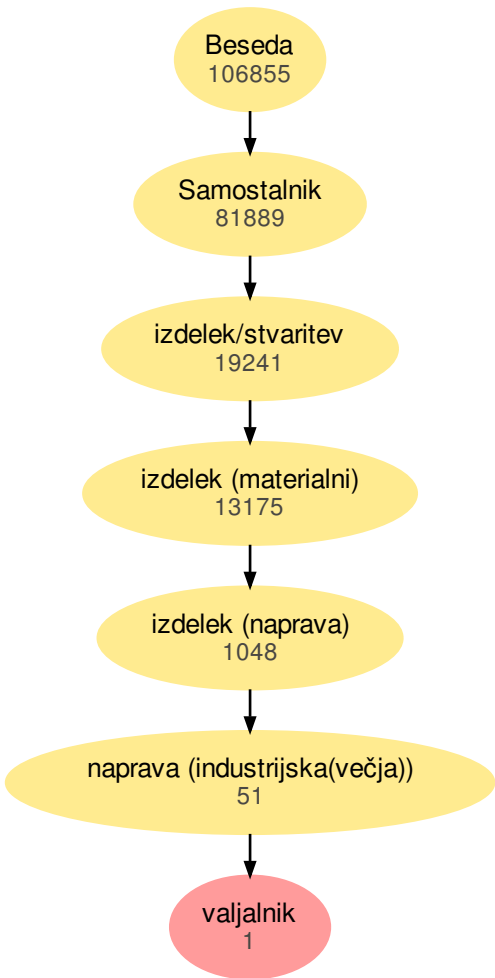 Beseda
106855
Samostalnik
81889
izdelek/stvaritev
19241
izdelek (materialni)
13175
izdelek (naprava)
1048
naprava (industrijska(večja))
51
valjalnik
1